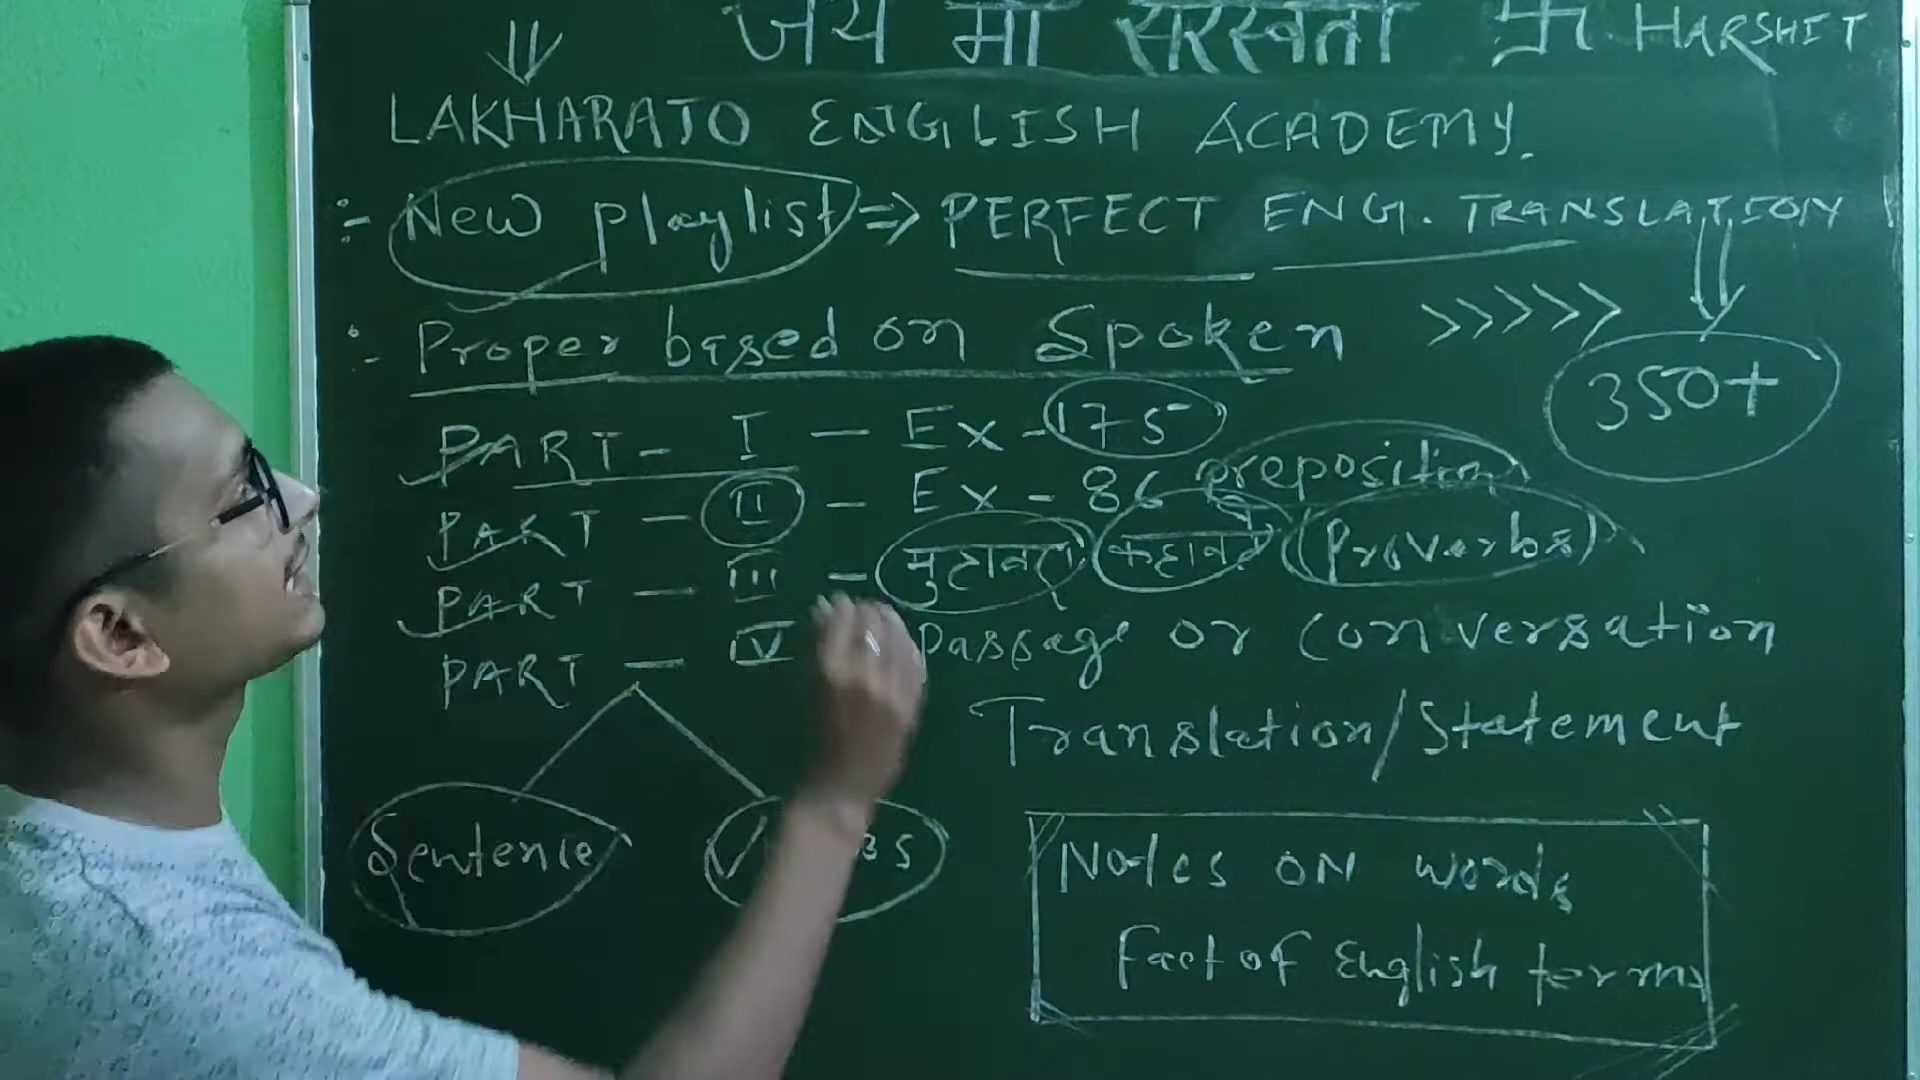 जय माँ सरस्वती 卐 HARSHIT
LAKHARATO ENGLISH ACADEMY.
:- New playlist => PERFECT ENG. TRANSLATION
:- Proper based on Spoken >>>>> 350+
PART - I - Ex - 175
PART - II - Ex - 86 preposition
PART - III - मुहावरा कहावतें (Proverbs)
PART - IV Passage or conversation
Translation/Statement
Sentence
Notes ON words
Fact of English terms